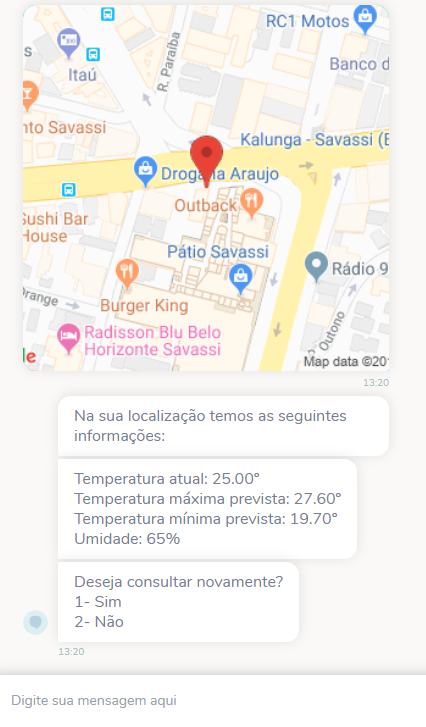 RC1 Motos
s
Itaú
R. Paraíba
Banco d
nto Savassi
Kalunga - Savassi (B
Drogaria Araujo
Outback
Sushi Bar
House
Pátio Savassi
Rádio 9
Orange
Burger King
R. Outono
Radisson Blu Belo
Horizonte Savassi
e
Map data ©201
13:20
Na sua localização temos as seguintes
informações:
Temperatura atual: 25.00°
Temperatura máxima prevista: 27.60°
Temperatura mínima prevista: 19.70°
Umidade: 65%
Deseja consultar novamente?
1- Sim
2- Não
13:20
Digite sua mensagem aqui